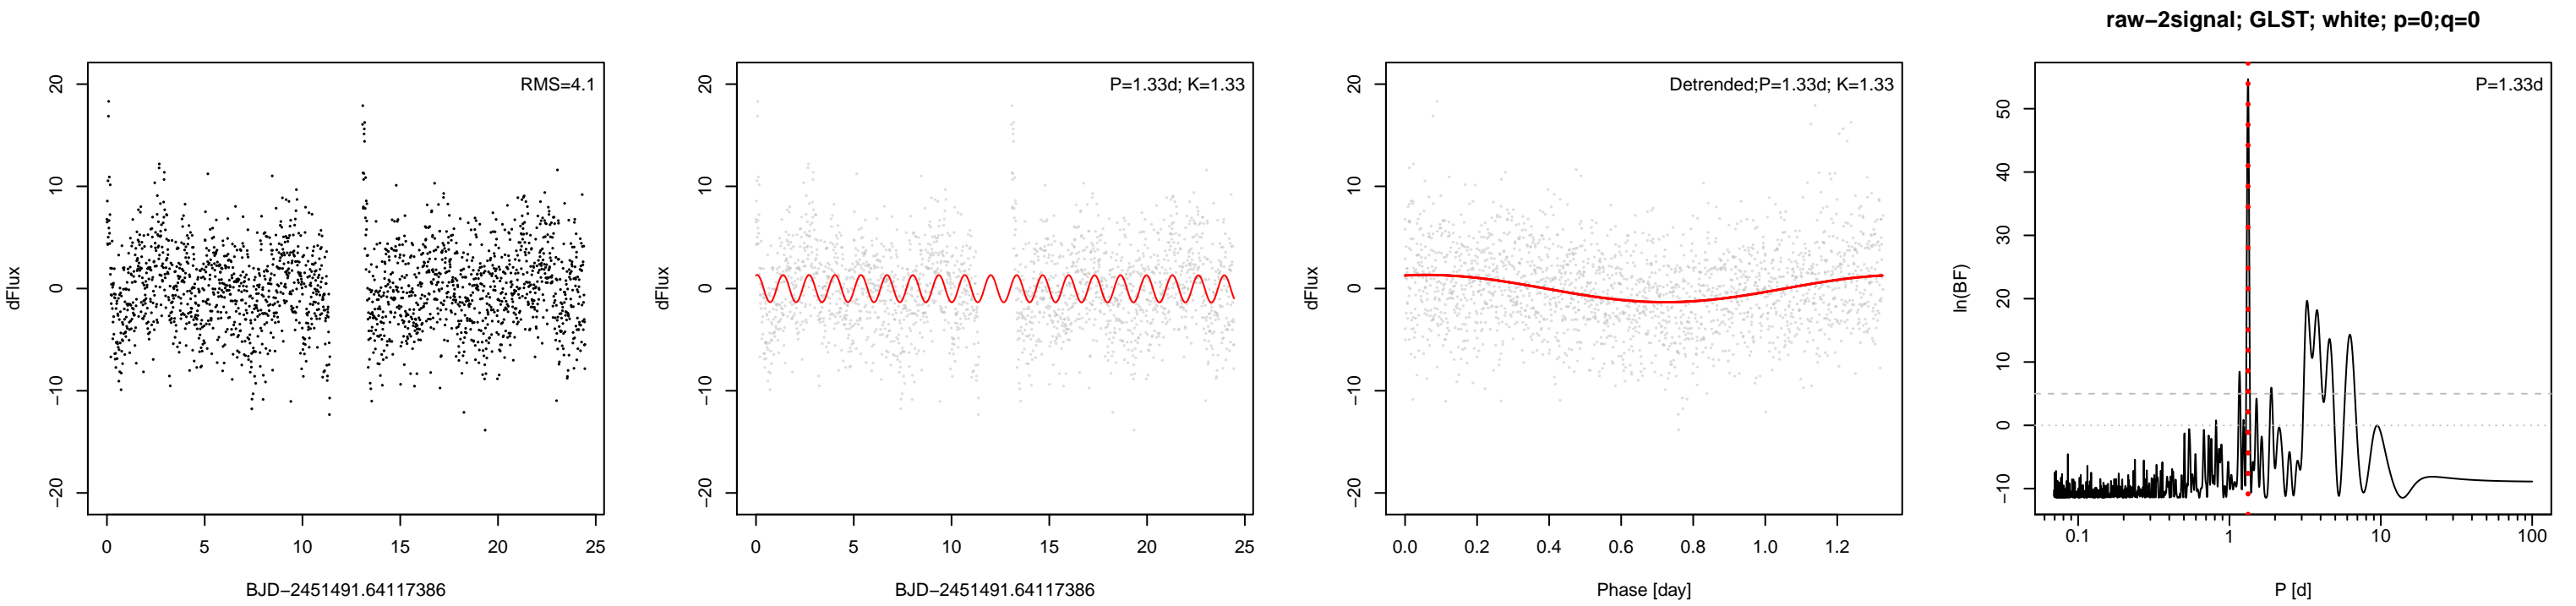 raw−2signal; GLST; white; p=0;q=0
RMS=4.1
dFlux
20
10
0
−10
−20
0 5 10 15 20 25
BJD−2451491.64117386
P=1.33d; K=1.33
dFlux
20
10
0
−10
−20
0 5 10 15 20 25
BJD−2451491.64117386
Detrended;P=1.33d; K=1.33
dFlux
20
10
0
−10
−20
0.0 0.2 0.4 0.6 0.8 1.0 1.2
Phase [day]
P=1.33d
ln(BF)
50
40
30
20
10
0
−10
0.1 1 10 100
P [d]